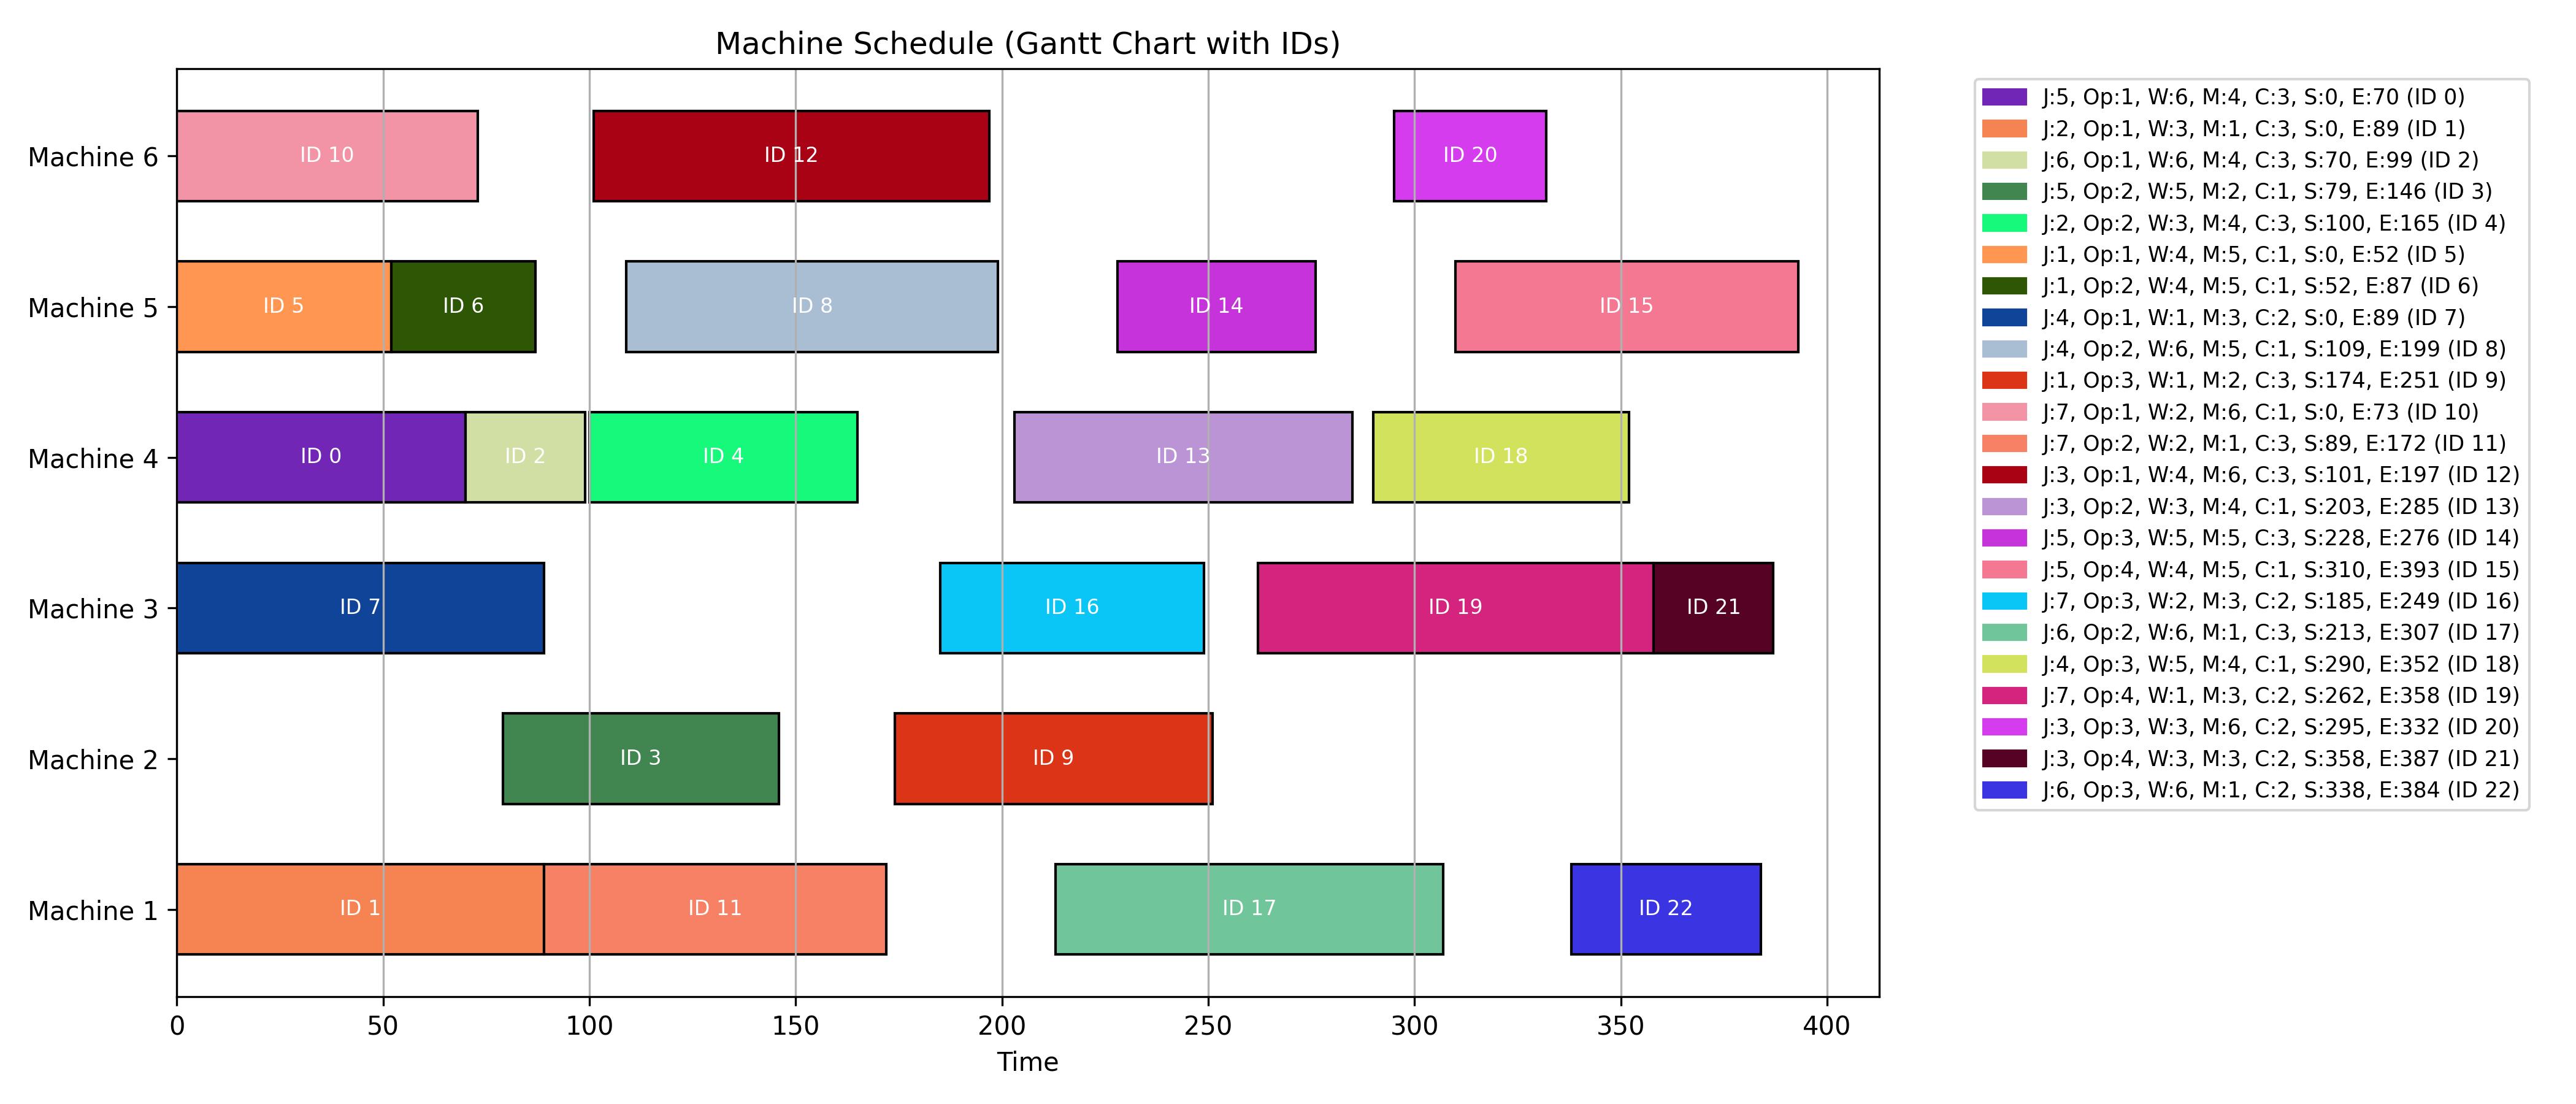 Machine Schedule (Gantt Chart with IDs)
Machine 6
ID 10
ID 12
ID 20
Machine 5
ID 5
ID 6
ID 8
ID 14
ID 15
Machine 4
ID 0
ID 2
ID 4
ID 13
ID 18
Machine 3
ID 7
ID 16
ID 19
ID 21
Machine 2
ID 3
ID 9
Machine 1
ID 1
ID 11
ID 17
ID 22
0 50 100 150 200 250 300 350 400
Time
J:5, Op:1, W:6, M:4, C:3, S:0, E:70 (ID 0)
J:2, Op:1, W:3, M:1, C:3, S:0, E:89 (ID 1)
J:6, Op:1, W:6, M:4, C:3, S:70, E:99 (ID 2)
J:5, Op:2, W:5, M:2, C:1, S:79, E:146 (ID 3)
J:2, Op:2, W:3, M:4, C:3, S:100, E:165 (ID 4)
J:1, Op:1, W:4, M:5, C:1, S:0, E:52 (ID 5)
J:1, Op:2, W:4, M:5, C:1, S:52, E:87 (ID 6)
J:4, Op:1, W:1, M:3, C:2, S:0, E:89 (ID 7)
J:4, Op:2, W:6, M:5, C:1, S:109, E:199 (ID 8)
J:1, Op:3, W:1, M:2, C:3, S:174, E:251 (ID 9)
J:7, Op:1, W:2, M:6, C:1, S:0, E:73 (ID 10)
J:7, Op:2, W:2, M:1, C:3, S:89, E:172 (ID 11)
J:3, Op:1, W:4, M:6, C:3, S:101, E:197 (ID 12)
J:3, Op:2, W:3, M:4, C:1, S:203, E:285 (ID 13)
J:5, Op:3, W:5, M:5, C:3, S:228, E:276 (ID 14)
J:5, Op:4, W:4, M:5, C:1, S:310, E:393 (ID 15)
J:7, Op:3, W:2, M:3, C:2, S:185, E:249 (ID 16)
J:6, Op:2, W:6, M:1, C:3, S:213, E:307 (ID 17)
J:4, Op:3, W:5, M:4, C:1, S:290, E:352 (ID 18)
J:7, Op:4, W:1, M:3, C:2, S:262, E:358 (ID 19)
J:3, Op:3, W:3, M:6, C:2, S:295, E:332 (ID 20)
J:3, Op:4, W:3, M:3, C:2, S:358, E:387 (ID 21)
J:6, Op:3, W:6, M:1, C:2, S:338, E:384 (ID 22)